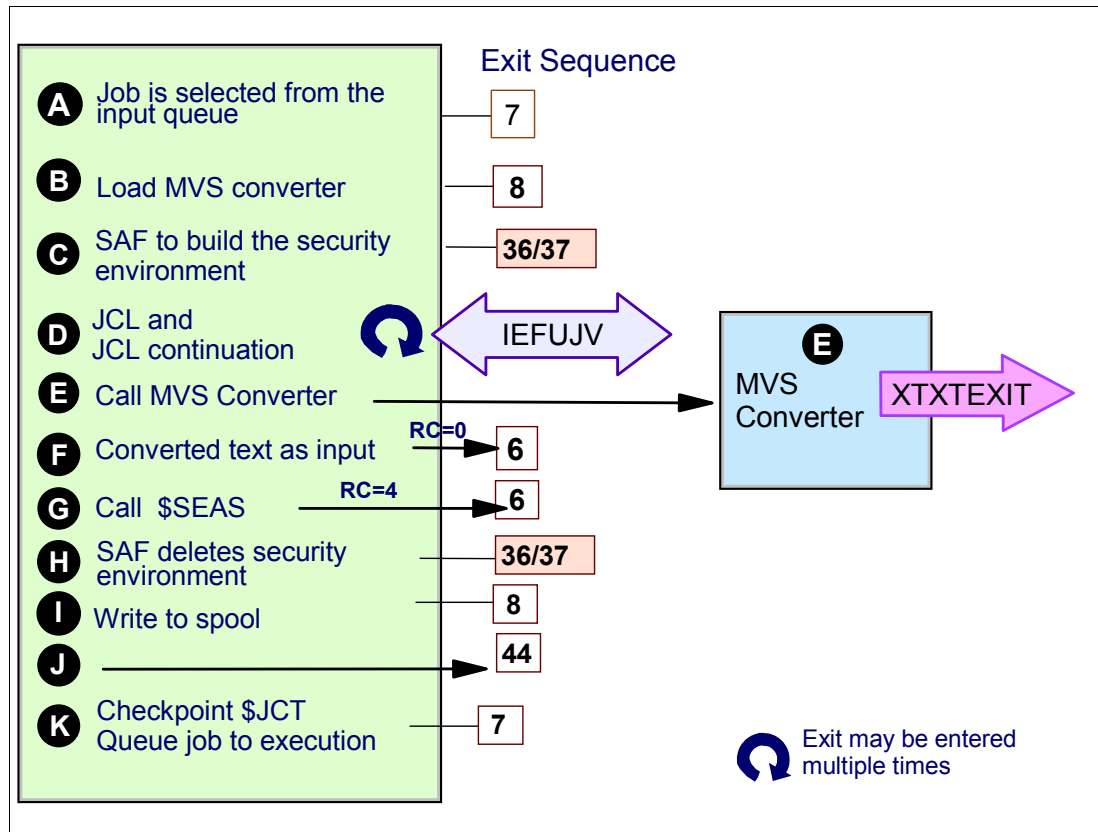 Exit Sequence
A Job is selected from the
input queue
7
B Load MVS converter
8
C SAF to build the security
environment
36/37
D JCL and
JCL continuation
IEFUJV
E Call MVS Converter
E
MVS
Converter
XTXTEXIT
F Converted text as input
RC=0
6
G Call $SEAS
RC=4
6
H SAF deletes security
environment
36/37
I Write to spool
8
J
44
K Checkpoint $JCT
Queue job to execution
7
Exit may be entered
multiple times